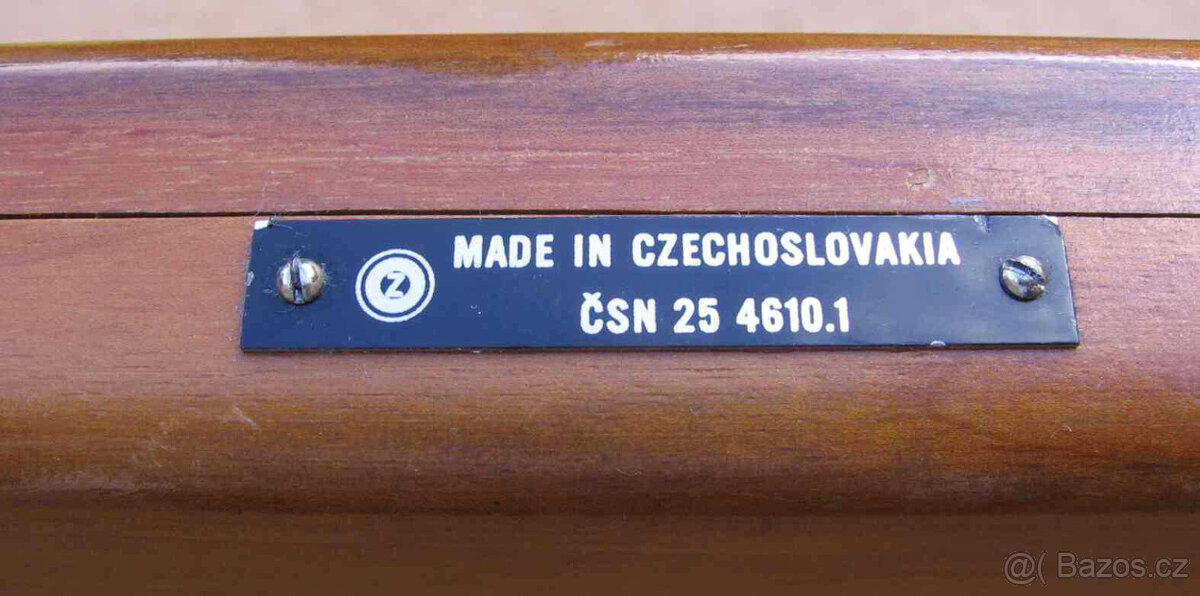 Z
MADE IN CZECHOSLOVAKIA
ČSN 25 4610.1
@( Bazos.cz